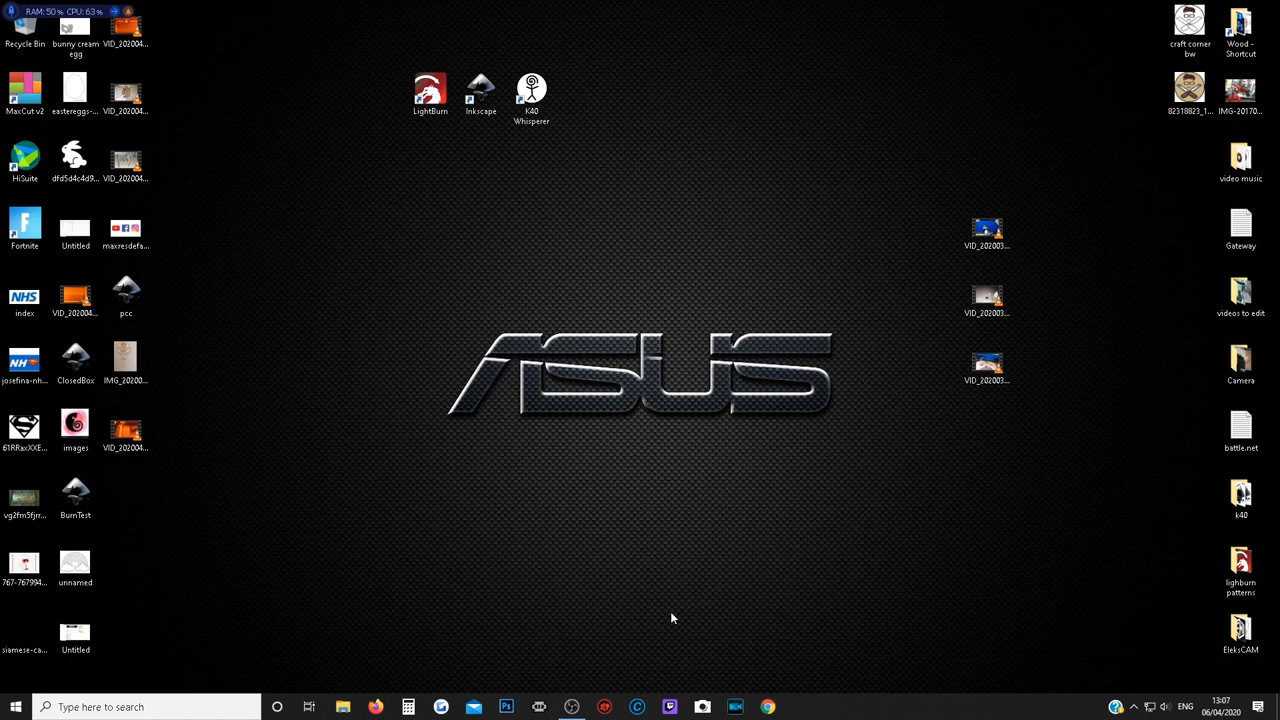 RAM: 50 % CPU: 63 %
Recycle Bin
bunny cream egg
VID_202004...
MaxCut v2
eastereggs-...
VID_202004...
HiSuite
dfd5d4c4d9...
VID_202004...
Fortnite
Untitled
maxresdefa...
NHS
index
VID_202004...
pcc
NH
josefina-nh...
ClosedBox
IMG_20200...
61RRaxXXE...
images
VID_202004...
vg2fm5fjrr...
BurnTest
767-767994...
unnamed
siamese-ca...
Untitled
LightBurn
Inkscape
K40 Whisperer
ASUS
VID_202003...
VID_202003...
VID_202003...
craft corner bw
Wood - Shortcut
82318823_1...
IMG-20170...
video music
Gateway
videos to edit
Camera
battle.net
k40
lighburn patterns
EleksCAM
Type here to search
Ps
ENG
13:07
06/04/2020